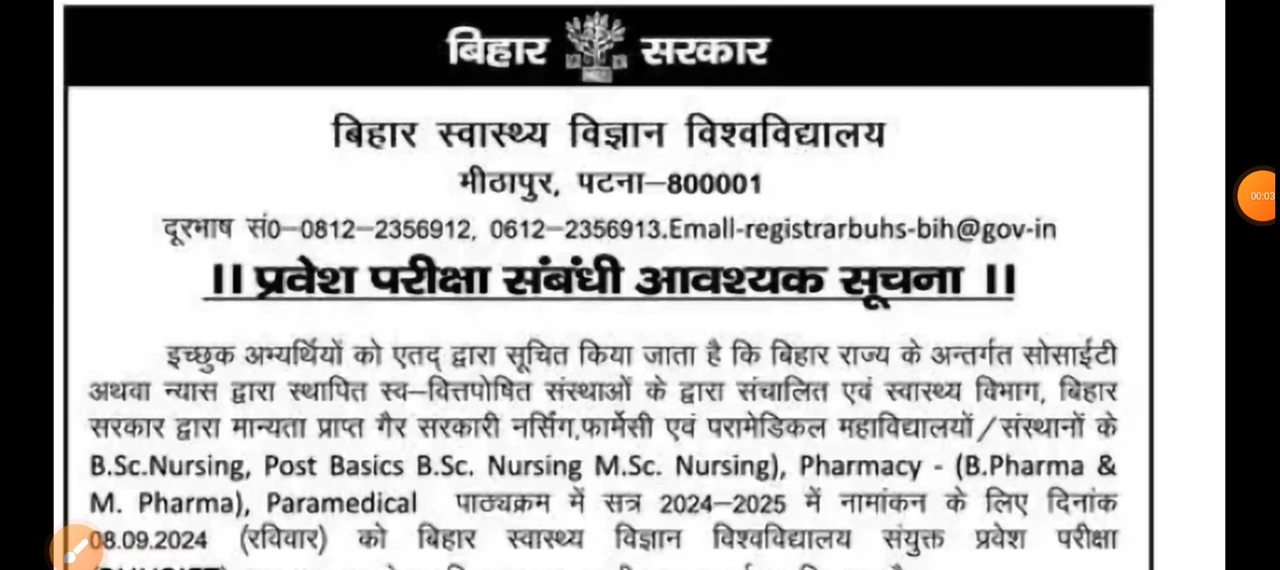 बिहार सरकार
बिहार स्वास्थ्य विज्ञान विश्वविद्यालय
मीठापुर, पटना–800001
दूरभाष सं0–0812–2356912, 0612–2356913.Emall-registrarbuhs-bih@gov-in
।। प्रवेश परीक्षा संबंधी आवश्यक सूचना ।।
इच्छुक अभ्यर्थियों को एतद् द्वारा सूचित किया जाता है कि बिहार राज्य के अन्तर्गत सोसाईटी
अथवा न्यास द्वारा स्थापित स्व–वित्तपोषित संस्थाओं के द्वारा संचालित एवं स्वास्थ्य विभाग, बिहार
सरकार द्वारा मान्यता प्राप्त गैर सरकारी नर्सिंग,फार्मेसी एवं परामेडिकल महाविद्यालयों/संस्थानों के
B.Sc.Nursing, Post Basics B.Sc. Nursing M.Sc. Nursing), Pharmacy - (B.Pharma &
M. Pharma), Paramedical पाठ्यक्रम में सत्र 2024–2025 में नामांकन के लिए दिनांक
08.09.2024 (रविवार) को बिहार स्वास्थ्य विज्ञान विश्वविद्यालय संयुक्त प्रवेश परीक्षा
00:03